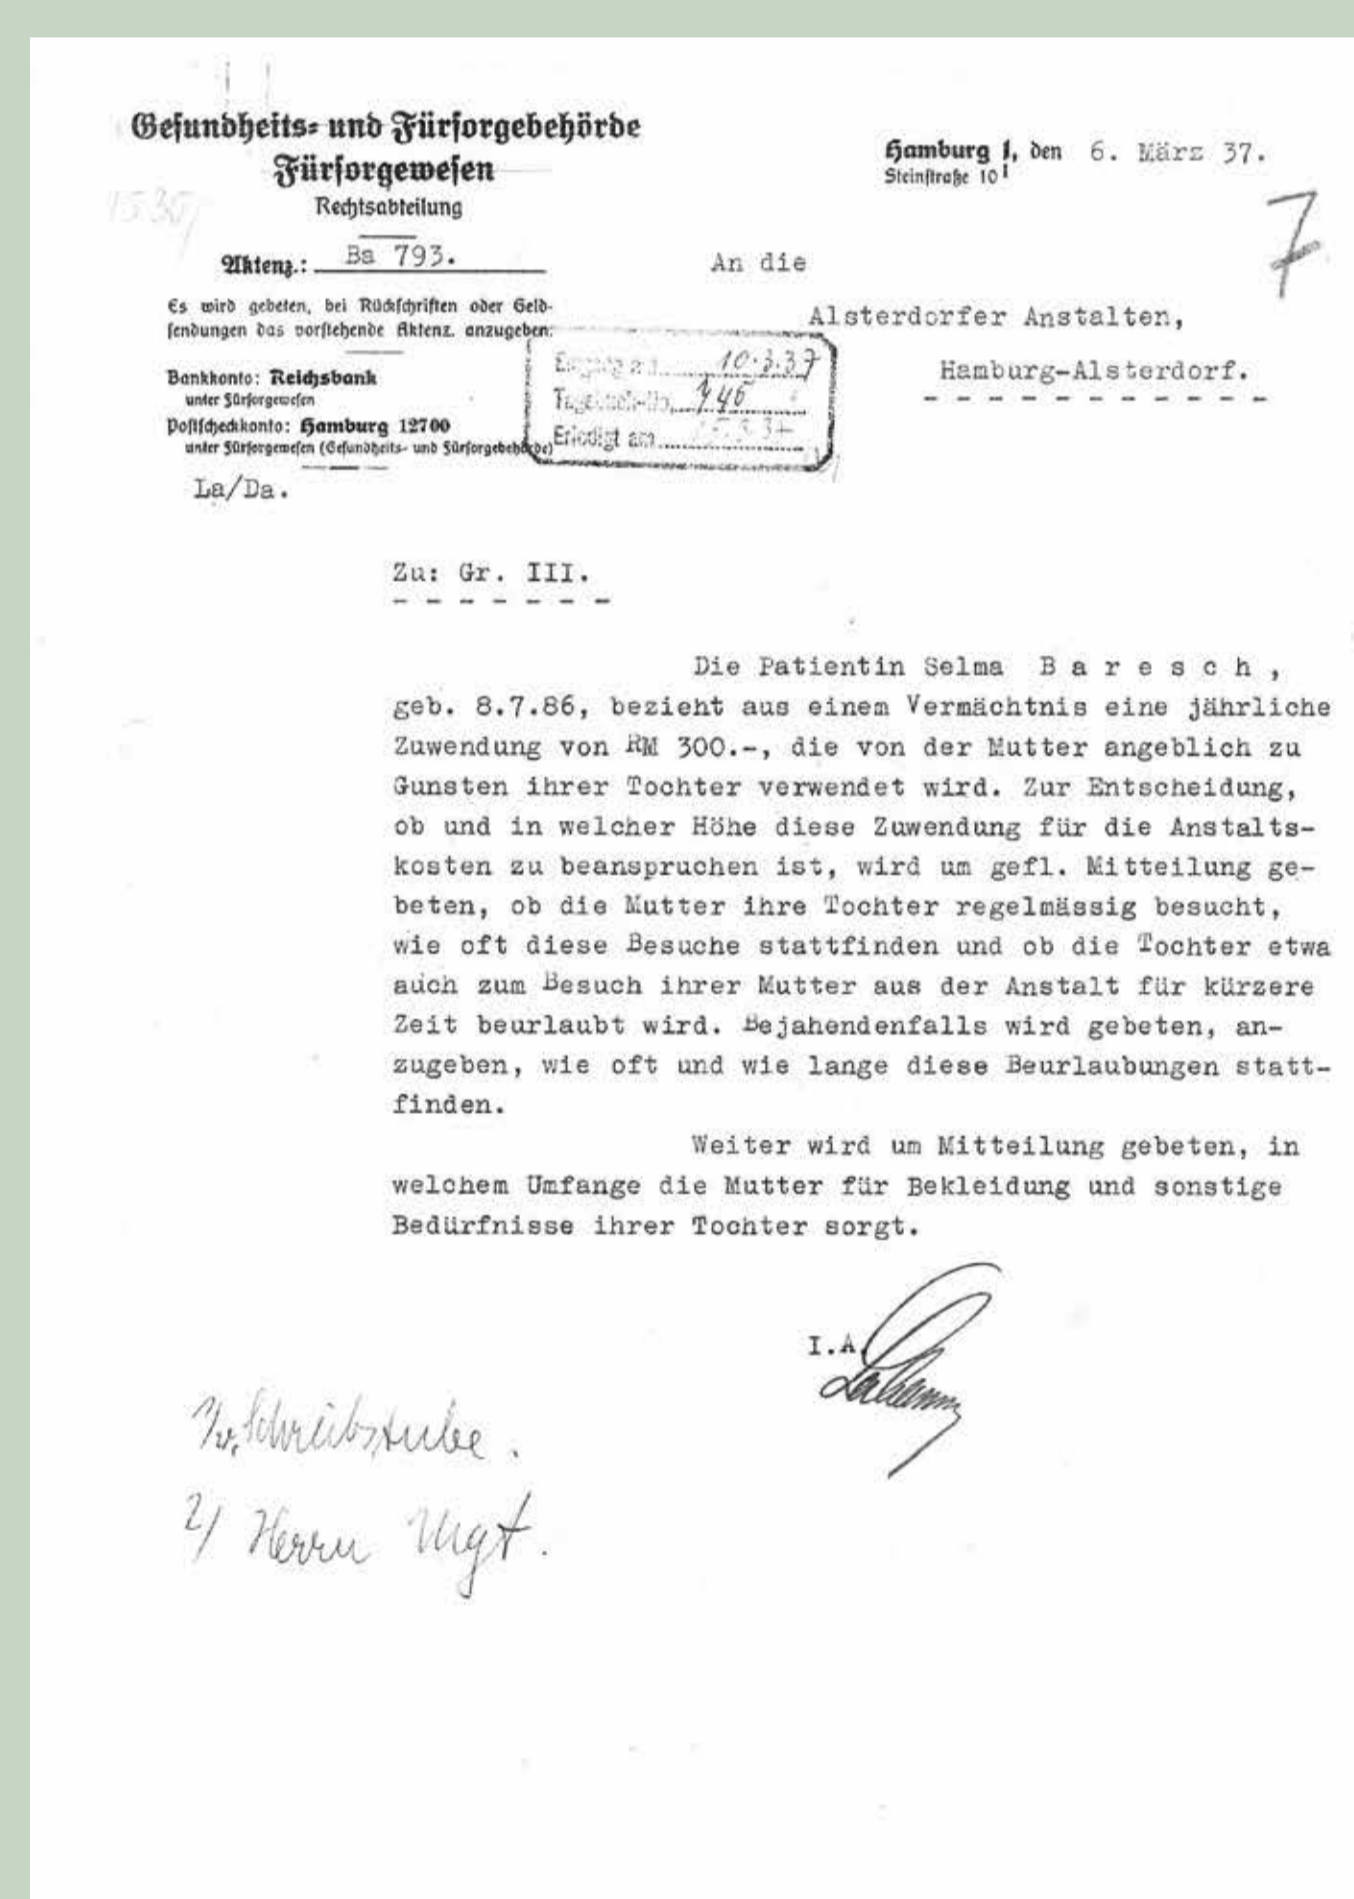 Gesundheits- und Fürsorgebehörde
Fürsorgewesen
Rechtsabteilung
Hamburg 1, den 6. März 37.
Steinstraße 10
7
Aktenz.: Ba 793.
Es wird gebeten, bei Rückschriften oder Geld-
sendungen das vorstehende Aktenz. anzugeben.
Bankkonto: Reichsbank
unter Fürsorgewesen
Postscheckkonto: Hamburg 12700
unter Fürsorgewesen (Gesundheits- und Fürsorgebehörde)
La/Da.
An die
Alsterdorfer Anstalten,
Hamburg-Alsterdorf.
Eingang am 10.3.37
Tagebuch-No.
Erledigt am
Zu: Gr. III.
Die Patientin Selma B a r e s c h ,
geb. 8.7.86, bezieht aus einem Vermächtnis eine jährliche
Zuwendung von RM 300.-, die von der Mutter angeblich zu
Gunsten ihrer Tochter verwendet wird. Zur Entscheidung,
ob und in welcher Höhe diese Zuwendung für die Anstalts-
kosten zu beanspruchen ist, wird um gefl. Mitteilung ge-
beten, ob die Mutter ihre Tochter regelmässig besucht,
wie oft diese Besuche stattfinden und ob die Tochter etwa
auch zum Besuch ihrer Mutter aus der Anstalt für kürzere
Zeit beurlaubt wird. Bejahendenfalls wird gebeten, an-
zugeben, wie oft und wie lange diese Beurlaubungen statt-
finden.
Weiter wird um Mitteilung gebeten, in
welchem Umfange die Mutter für Bekleidung und sonstige
Bedürfnisse ihrer Tochter sorgt.
I.A.
Schreibstube.
2/ Herrn